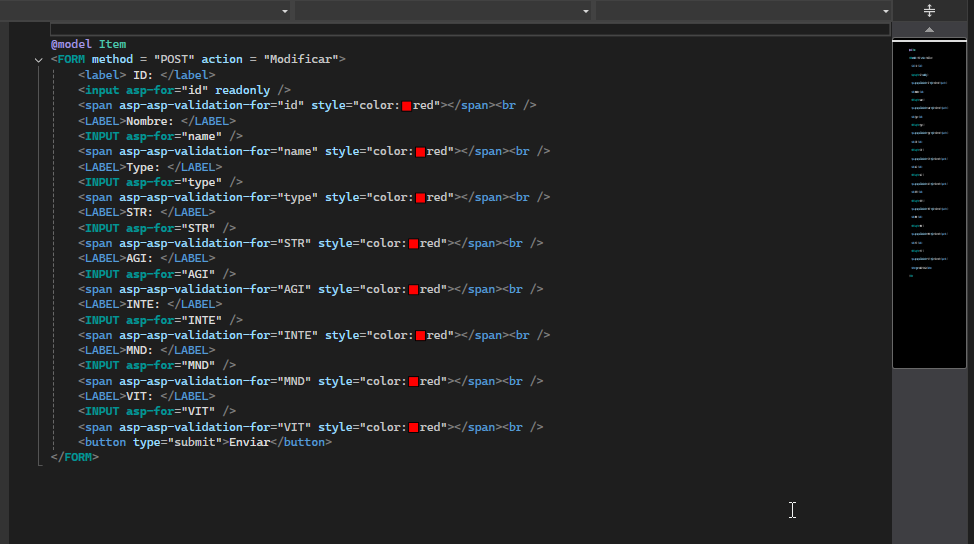 @model Item
<FORM method = "POST" action = "Modificar">
<label> ID: </label>
<input asp-for="id" readonly />
<span asp-asp-validation-for="id" style="color:red"></span><br />
<LABEL>Nombre: </LABEL>
<INPUT asp-for="name" />
<span asp-asp-validation-for="name" style="color:red"></span><br />
<LABEL>Type: </LABEL>
<INPUT asp-for="type" />
<span asp-asp-validation-for="type" style="color:red"></span><br />
<LABEL>STR: </LABEL>
<INPUT asp-for="STR" />
<span asp-asp-validation-for="STR" style="color:red"></span><br />
<LABEL>AGI: </LABEL>
<INPUT asp-for="AGI" />
<span asp-asp-validation-for="AGI" style="color:red"></span><br />
<LABEL>INTE: </LABEL>
<INPUT asp-for="INTE" />
<span asp-asp-validation-for="INTE" style="color:red"></span><br />
<LABEL>MND: </LABEL>
<INPUT asp-for="MND" />
<span asp-asp-validation-for="MND" style="color:red"></span><br />
<LABEL>VIT: </LABEL>
<INPUT asp-for="VIT" />
<span asp-asp-validation-for="VIT" style="color:red"></span><br />
<button type="submit">Enviar</button>
</FORM>